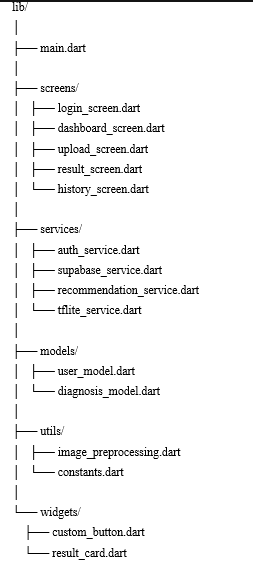 lib/
│
├── main.dart
│
├── screens/
│   ├── login_screen.dart
│   ├── dashboard_screen.dart
│   ├── upload_screen.dart
│   ├── result_screen.dart
│   └── history_screen.dart
│
├── services/
│   ├── auth_service.dart
│   ├── supabase_service.dart
│   ├── recommendation_service.dart
│   └── tflite_service.dart
│
├── models/
│   ├── user_model.dart
│   └── diagnosis_model.dart
│
├── utils/
│   ├── image_preprocessing.dart
│   └── constants.dart
│
└── widgets/
    ├── custom_button.dart
    └── result_card.dart